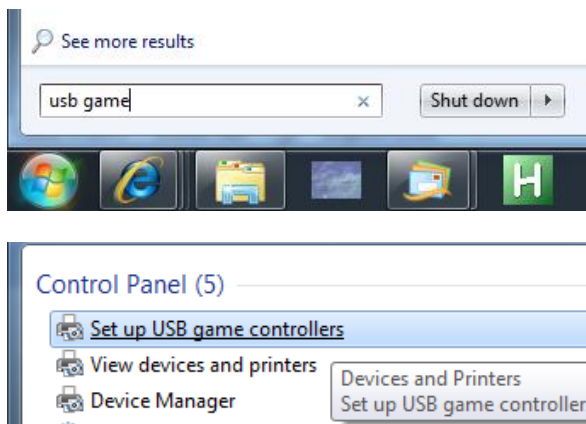 See more results
usb game
Shut down
H
Control Panel (5)
Set up USB game controllers
View devices and printers
Devices and Printers
Device Manager
Set up USB game controller